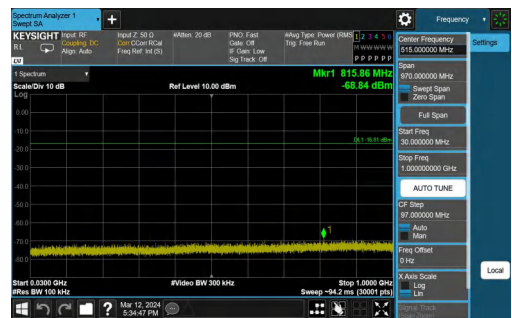 Spectrum Analyzer 1
Swept SA
Frequency
KEYSIGHT
RL
Input: RF
Coupling: DC
Align: Auto
Input Z: 50 Ω
Corr CCorr RCal
Freq Ref: Int (S)
#Atten: 20 dB
PNO: Fast
Gate: Off
IF Gain: Low
Sig Track: Off
#Avg Type: Power (RMS
Trig: Free Run
1 2 3 4 5 6
M W W W W W
P P P P P P
LV
1 Spectrum
Scale/Div 10 dB
Log
Ref Level 10.00 dBm
Mkr1 815.86 MHz
-68.84 dBm
0.00
-10.0
-20.0
-30.0
-40.0
-50.0
-60.0
-70.0
-80.0
1
Start 0.0300 GHz
#Res BW 100 kHz
#Video BW 300 kHz
Stop 1.0000 GHz
Sweep ~94.2 ms (30001 pts)
Center Frequency
515.000000 MHz
Settings
Span
970.000000 MHz
Swept Span
Zero Span
Full Span
Start Freq
30.000000 MHz
Stop Freq
1.000000000 GHz
AUTO TUNE
CF Step
97.000000 MHz
Auto
Man
Freq Offset
0 Hz
X Axis Scale
Log
Lin
Signal Track
Local
Mar 12, 2024
5:34:47 PM